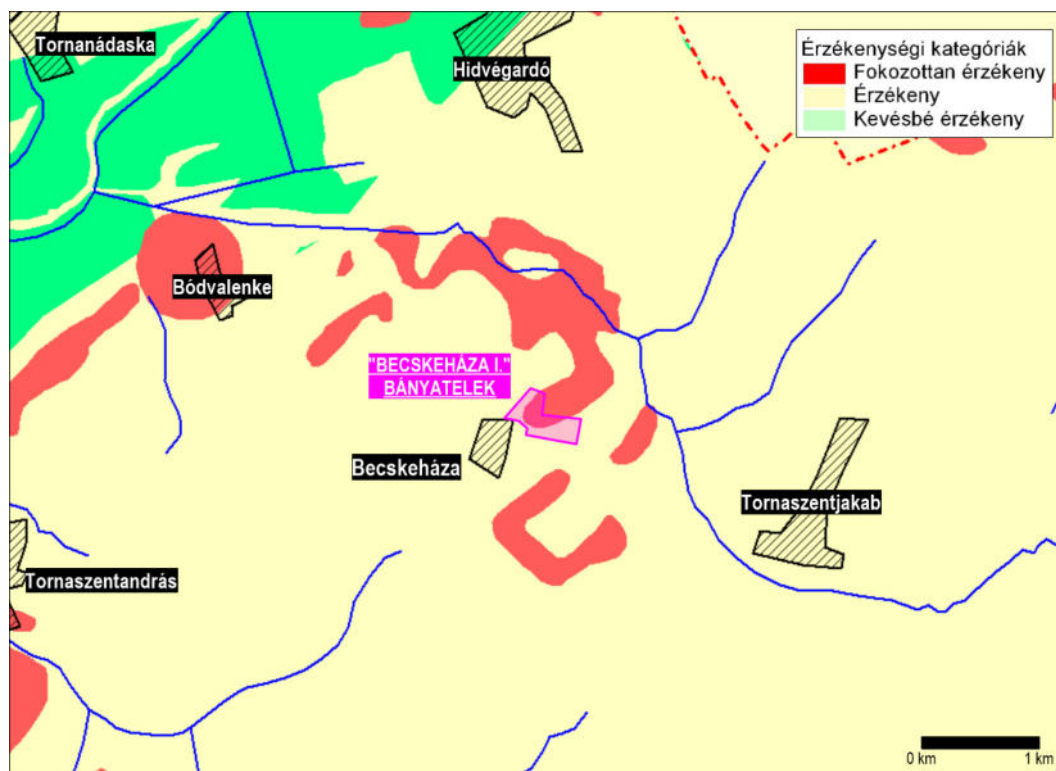 Tornanádaska
Hidvégardó
Érzékenységi kategóriák
Fokozottan érzékeny
Érzékeny
Kevésbé érzékeny
Bódvalenke
"BECSKEHÁZA I."
BÁNYATELEK
Becskeháza
Tornaszentjakab
Tornaszentandrás
0 km
1 km